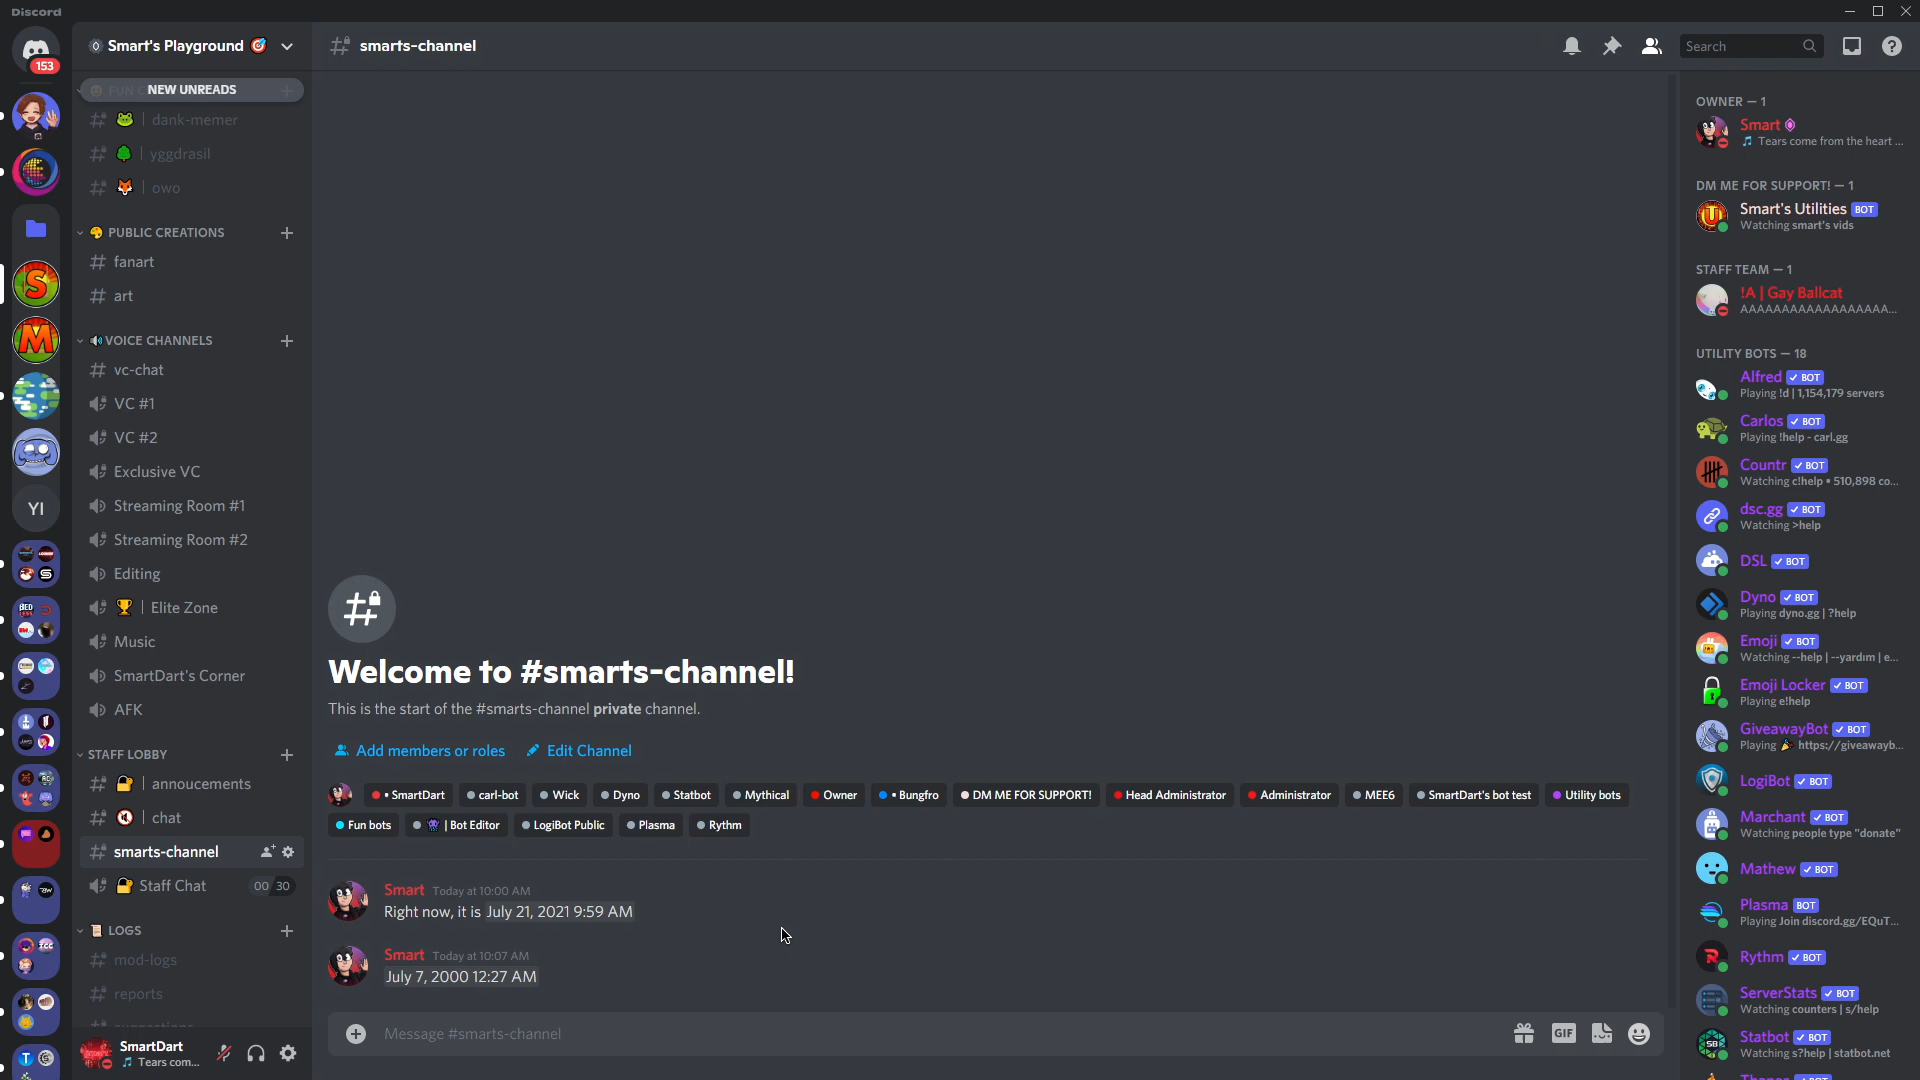 Discord
153
Smart's Playground
NEW UNREADS
dank-memer
yggdrasil
owo
PUBLIC CREATIONS
fanart
art
VOICE CHANNELS
vc-chat
VC #1
VC #2
Exclusive VC
Streaming Room #1
Streaming Room #2
Editing
| Elite Zone
Music
SmartDart's Corner
AFK
STAFF LOBBY
| annoucements
| chat
smarts-channel
Staff Chat 00 30
LOGS
mod-logs
reports
SmartDart
Tears com...
YI
smarts-channel
Search
Welcome to #smarts-channel!
This is the start of the #smarts-channel private channel.
Add members or roles Edit Channel
• SmartDart carl-bot Wick Dyno Statbot Mythical Owner • Bungfro DM ME FOR SUPPORT! Head Administrator Administrator MEE6 SmartDart's bot test Utility bots
Fun bots | Bot Editor LogiBot Public Plasma Rythm
Smart Today at 10:00 AM
Right now, it is July 21, 2021 9:59 AM
Smart Today at 10:07 AM
July 7, 2000 12:27 AM
Message #smarts-channel
GIF
OWNER — 1
Smart
Tears come from the heart ...
DM ME FOR SUPPORT! — 1
Smart's Utilities BOT
Watching smart's vids
STAFF TEAM — 1
!A | Gay Ballcat
AAAAAAAAAAAAAAAAAA...
UTILITY BOTS — 18
Alfred BOT
Playing !d | 1,154,179 servers
Carlos BOT
Playing !help - carl.gg
Countr BOT
Watching c!help • 510,898 co...
dsc.gg BOT
Watching >help
DSL BOT
Dyno BOT
Playing dyno.gg | ?help
Emoji BOT
Watching --help | --yardım | e...
Emoji Locker BOT
Playing e!help
GiveawayBot BOT
Playing https://giveawayb...
LogiBot BOT
Marchant BOT
Watching people type "donate"
Mathew BOT
Plasma BOT
Playing Join discord.gg/EQuT...
Rythm BOT
ServerStats BOT
Watching counters | s/help
Statbot BOT
Watching s?help | statbot.net